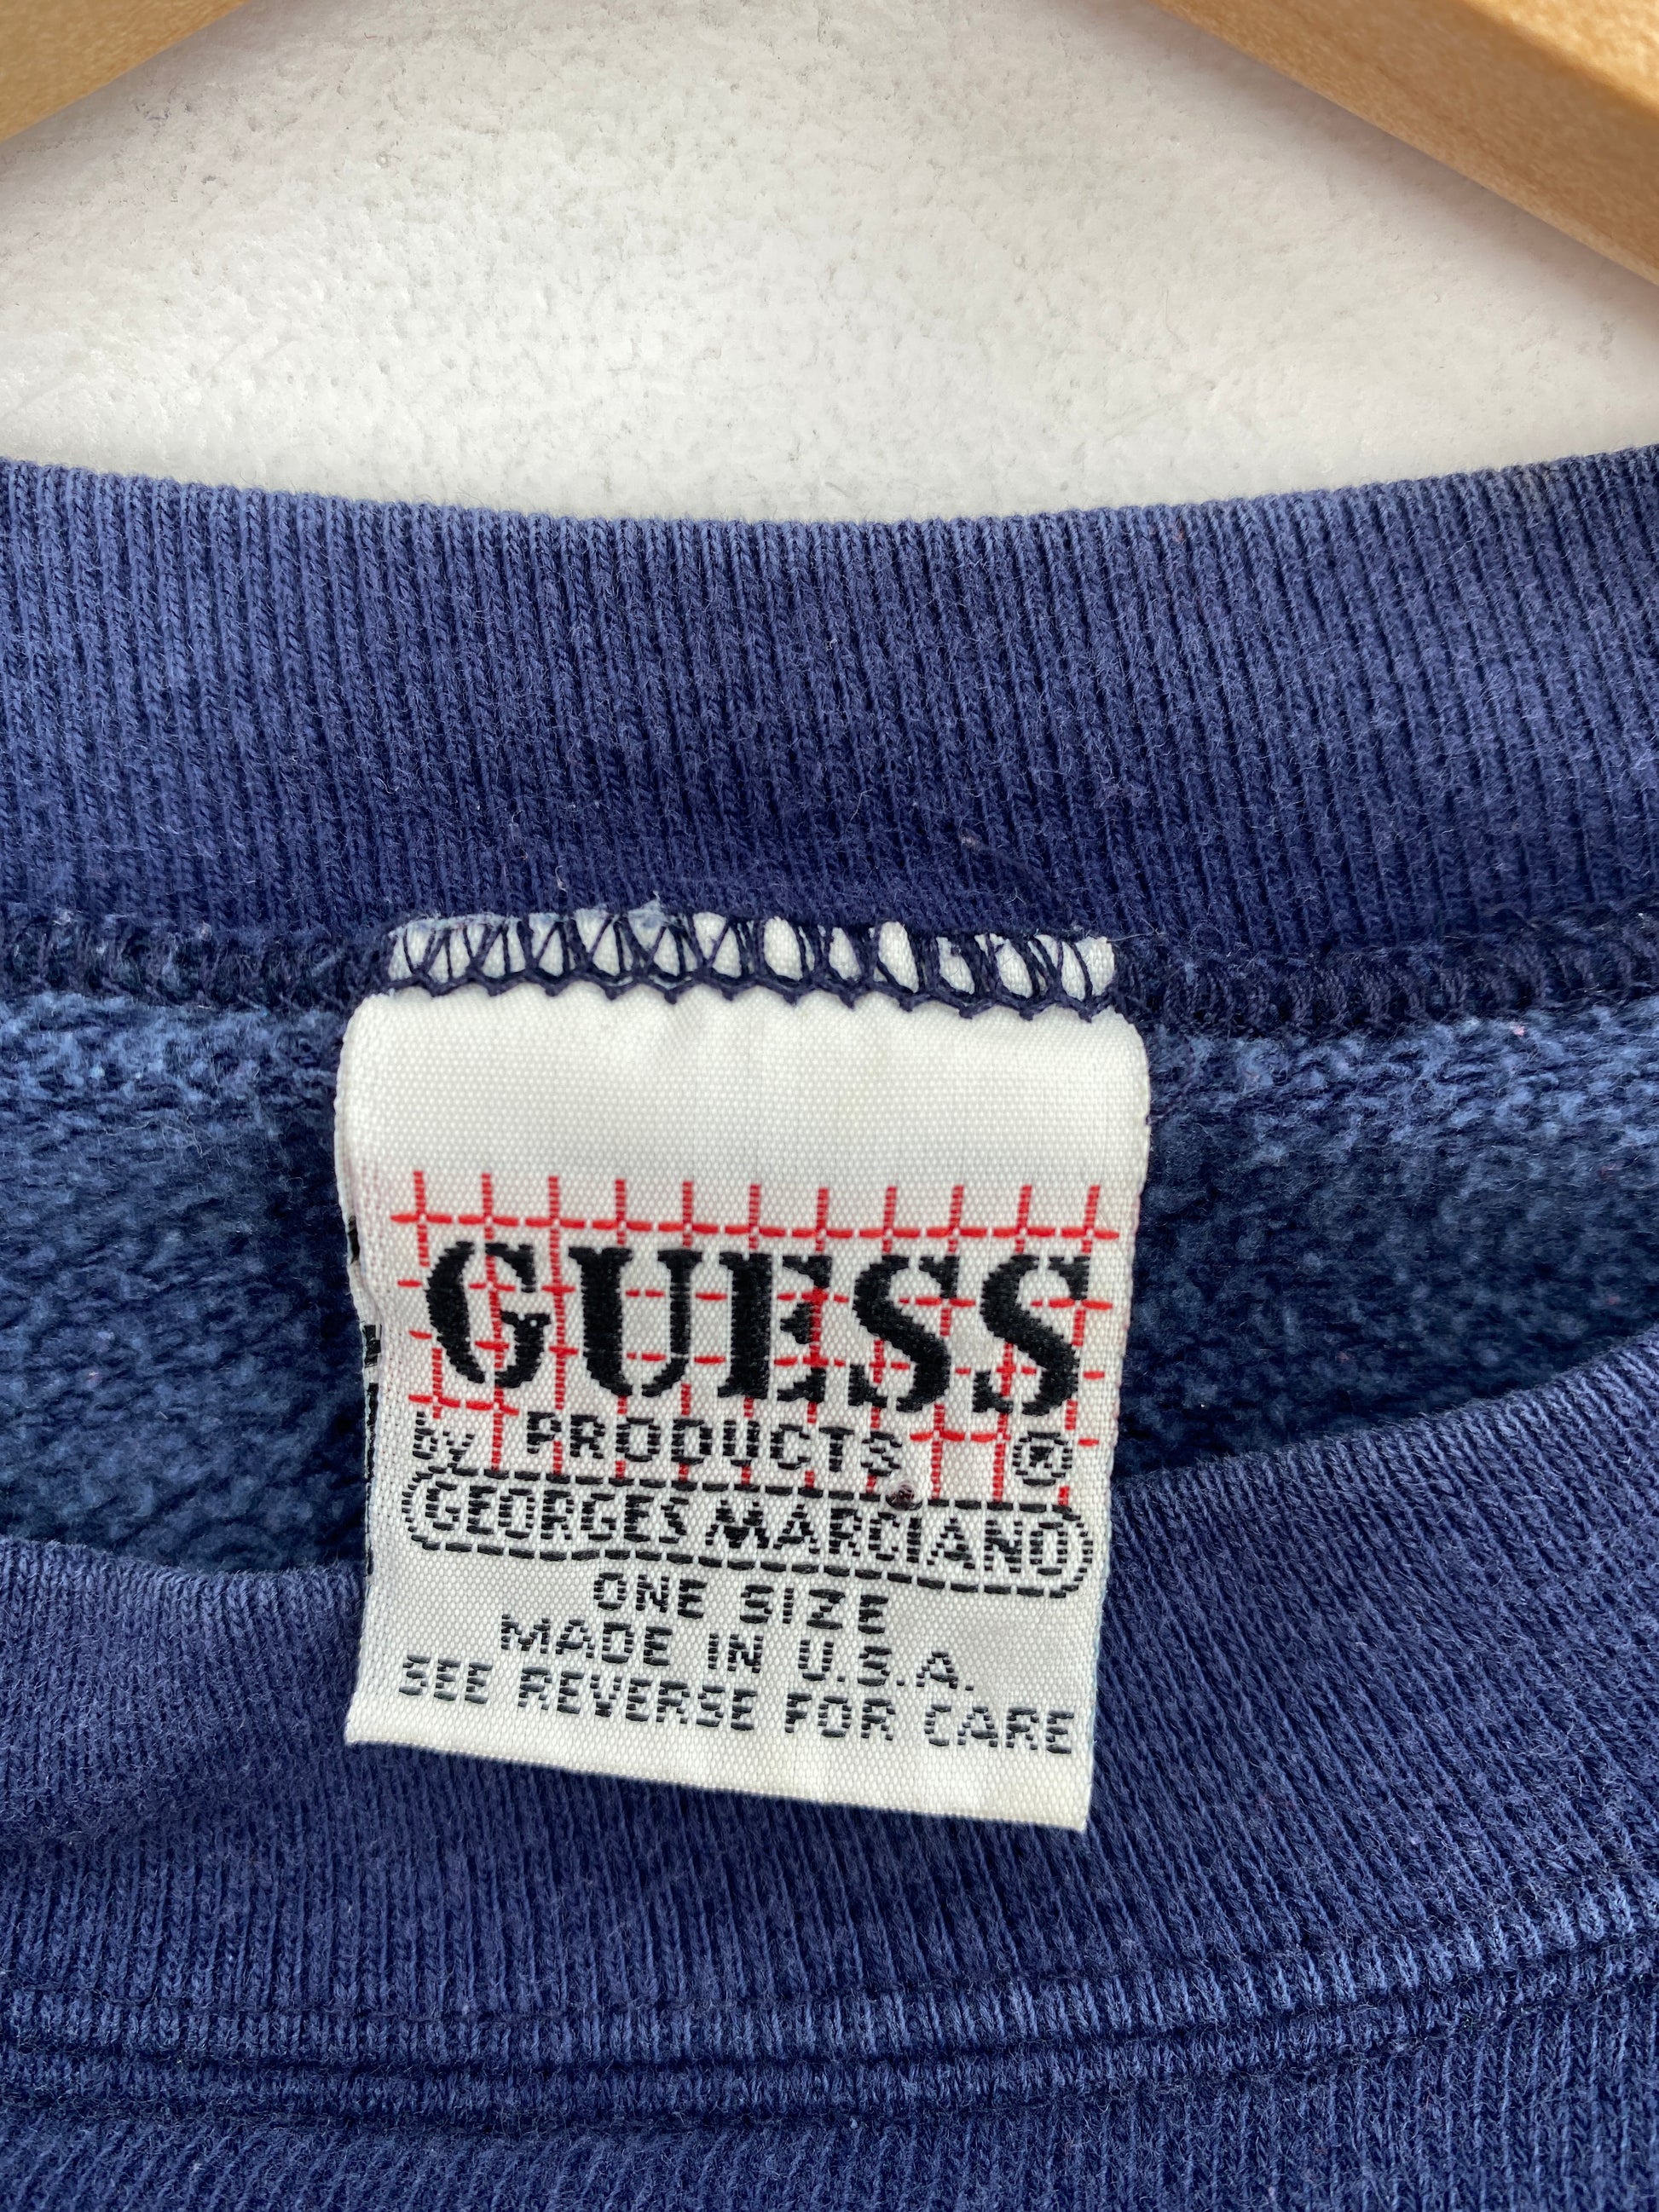 GUESS
by PRODUCTS ®
GEORGES MARCIANO
ONE SIZE
MADE IN U.S.A.
SEE REVERSE FOR CARE